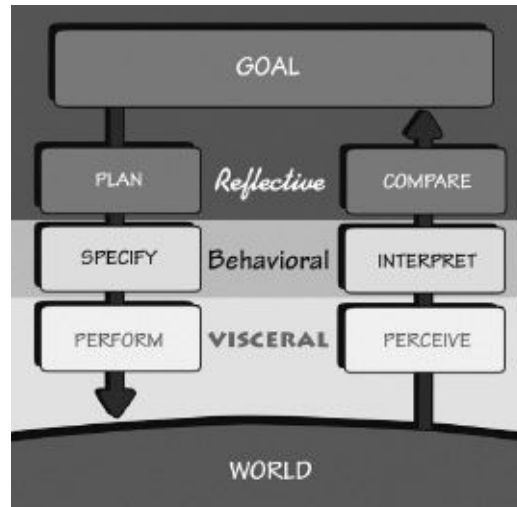 GOAL
PLAN Reflective COMPARE
SPECIFY Behavioral INTERPRET
PERFORM VISCERAL PERCEIVE
WORLD